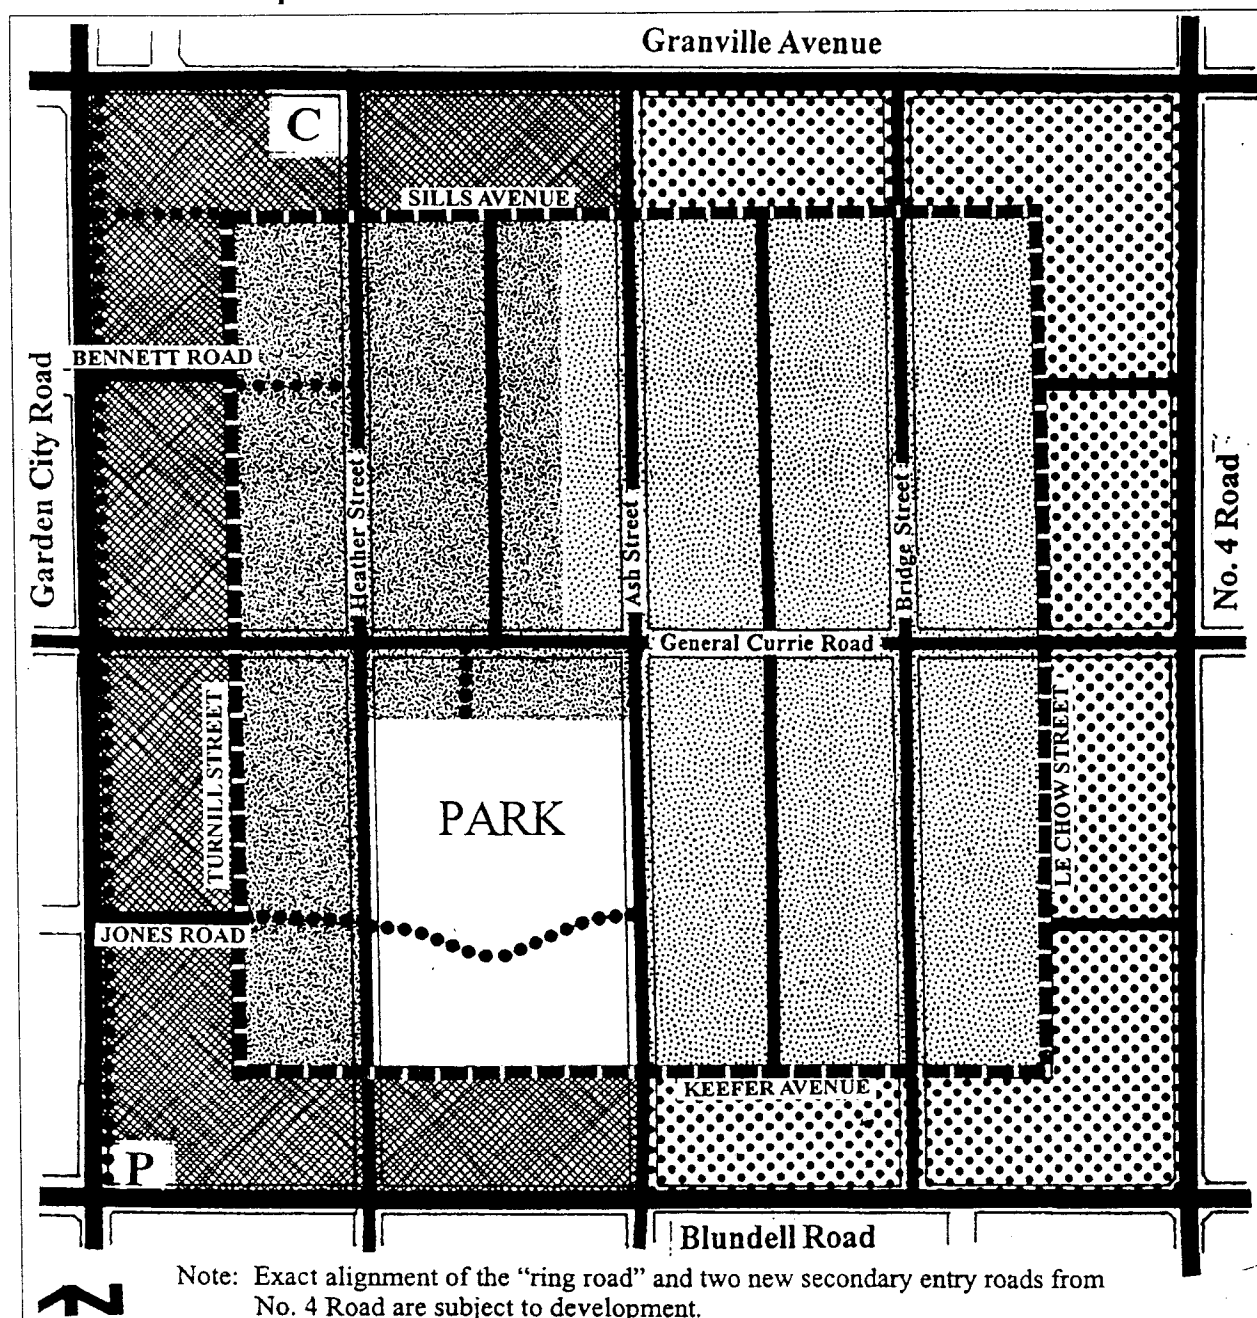 Granville Avenue
C
SILLS AVENUE
BENNETT ROAD
Garden City Road
Heather Street
Ash Street
Bridge Street
No. 4 Road
General Currie Road
TURNILL STREET
PARK
LE CHOW STREET
JONES ROAD
KEEFER AVENUE
P
Blundell Road
N
Note: Exact alignment of the “ring road” and two new secondary entry roads from
No. 4 Road are subject to development.